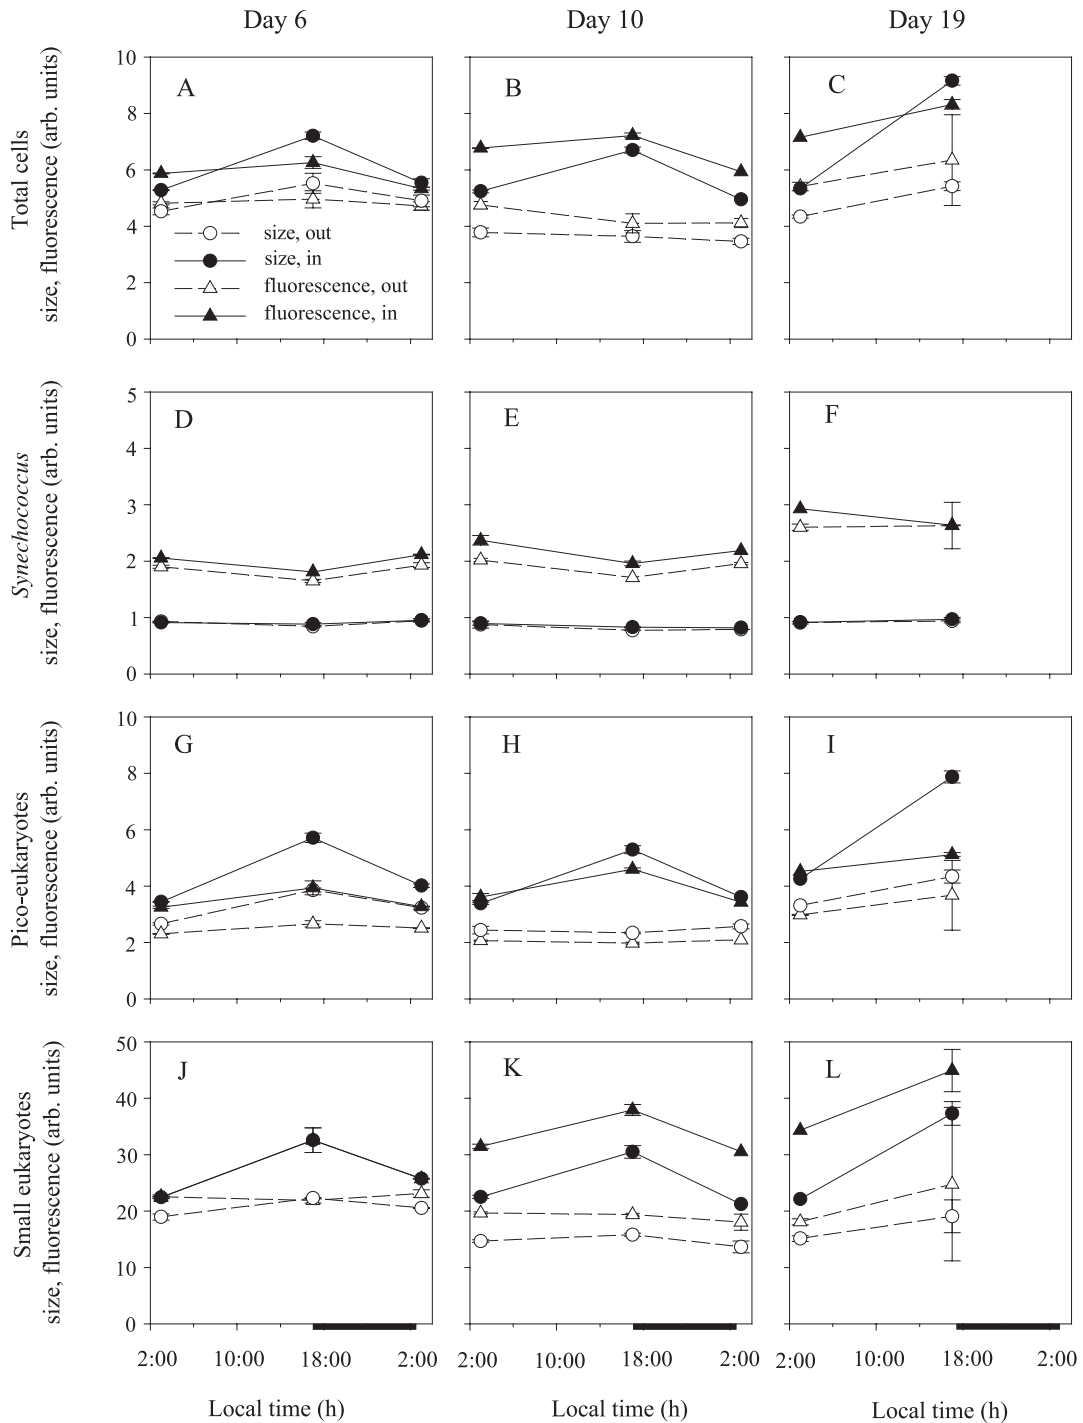 Day 6
Day 10
Day 19
Total cells
size, fluorescence (arb. units)
10
8
6
4
2
0
A
B
C
size, out
size, in
fluorescence, out
fluorescence, in
Synechococcus
size, fluorescence (arb. units)
5
4
3
2
1
0
D
E
F
Pico-eukaryotes
size, fluorescence (arb. units)
10
8
6
4
2
0
G
H
I
Small eukaryotes
size, fluorescence (arb. units)
50
40
30
20
10
0
J
K
L
2:00 10:00 18:00 2:00
2:00 10:00 18:00 2:00
2:00 10:00 18:00 2:00
Local time (h)
Local time (h)
Local time (h)